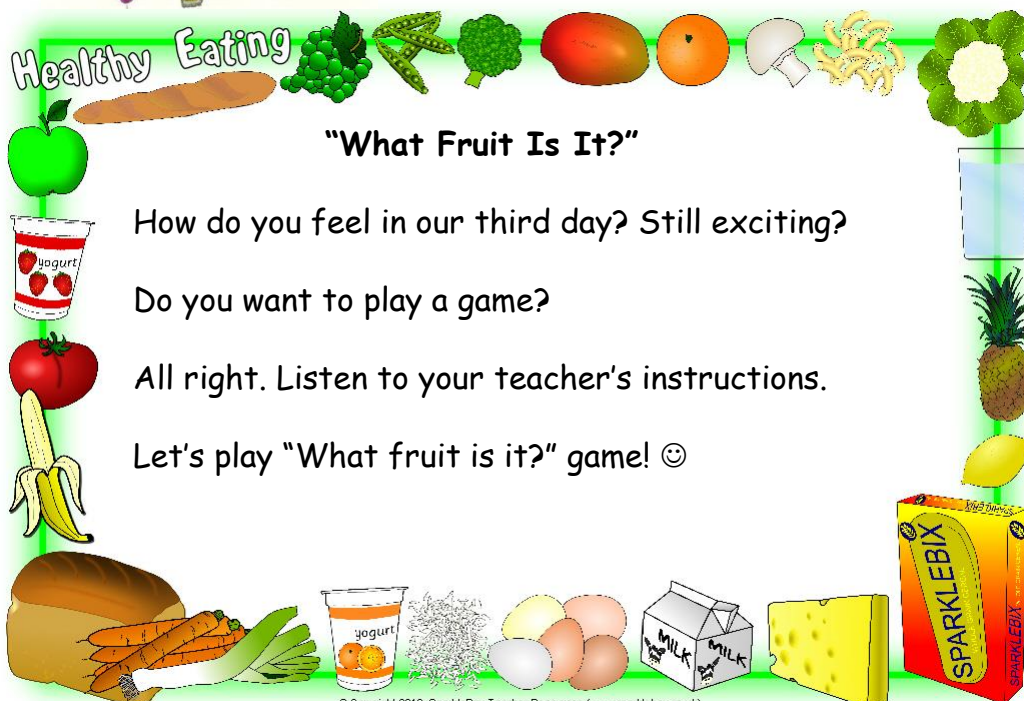 Healthy Eating
"What Fruit Is It?"
How do you feel in our third day? Still exciting?
Do you want to play a game?
All right. Listen to your teacher's instructions.
Let's play "What fruit is it?" game! ☺
yogurt
yogurt
MILK
MILK
SPARKLEBIX
SPARKLEBIX
SPARKLEBIX